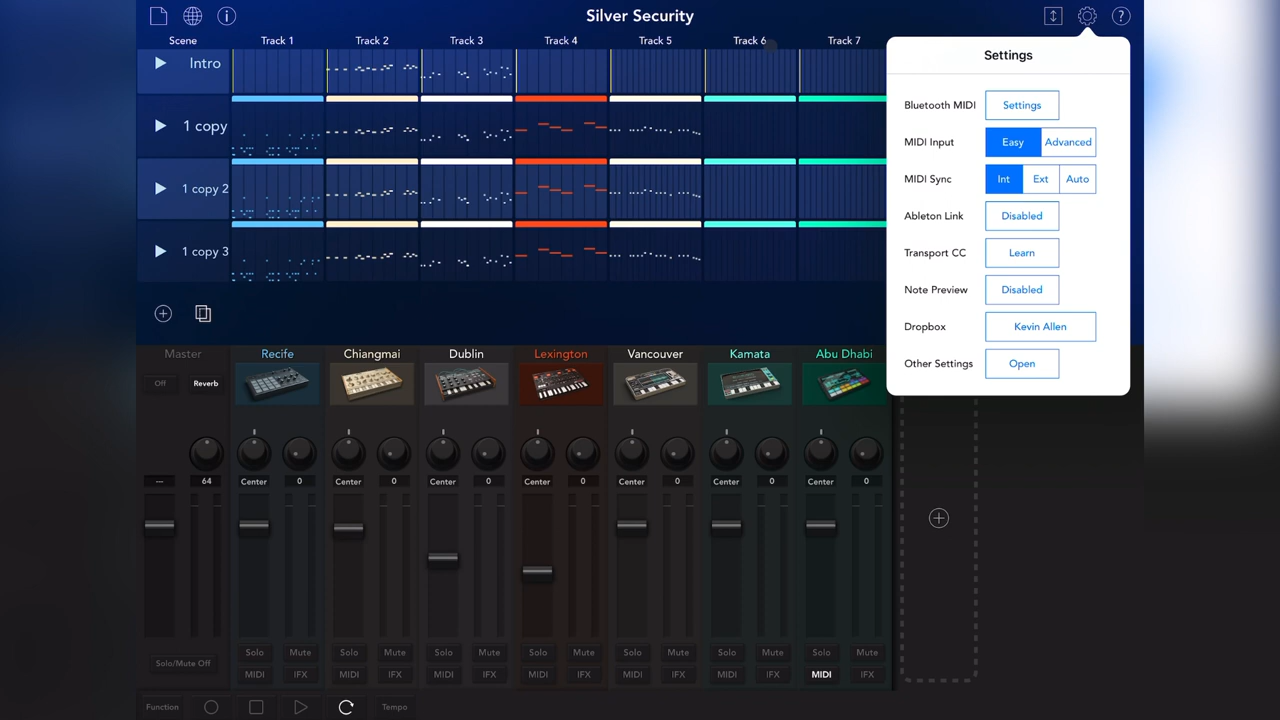 Silver Security
Scene Track 1 Track 2 Track 3 Track 4 Track 5 Track 6 Track 7
Intro
1 copy
1 copy 2
1 copy 3
Settings
Bluetooth MIDI Settings
MIDI Input Easy Advanced
MIDI Sync Int Ext Auto
Ableton Link Disabled
Transport CC Learn
Note Preview Disabled
Dropbox Kevin Allen
Other Settings Open
Master Recife Chiangmai Dublin Lexington Vancouver Kamata Abu Dhabi
Off Reverb
--- 64 Center 0 Center 0 Center 0 Center 0 Center 0 Center 0 Center 0
Solo Mute Solo Mute Solo Mute Solo Mute Solo Mute Solo Mute Solo Mute
Solo/Mute Off
MIDI IFX MIDI IFX MIDI IFX MIDI IFX MIDI IFX MIDI IFX MIDI IFX
Function Tempo